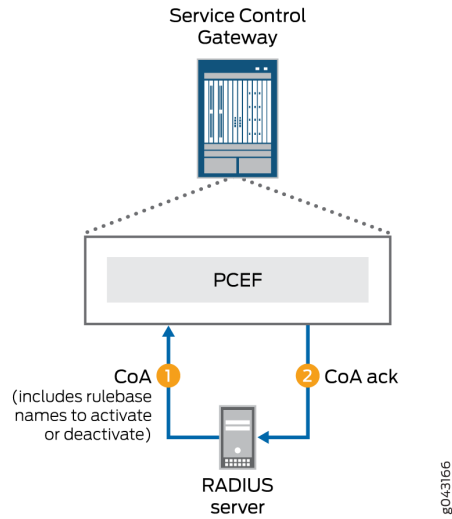 Service Control
Gateway
PCEF
CoA 1
(includes rulebase
names to activate
or deactivate)
2 CoA ack
RADIUS
server
g043166